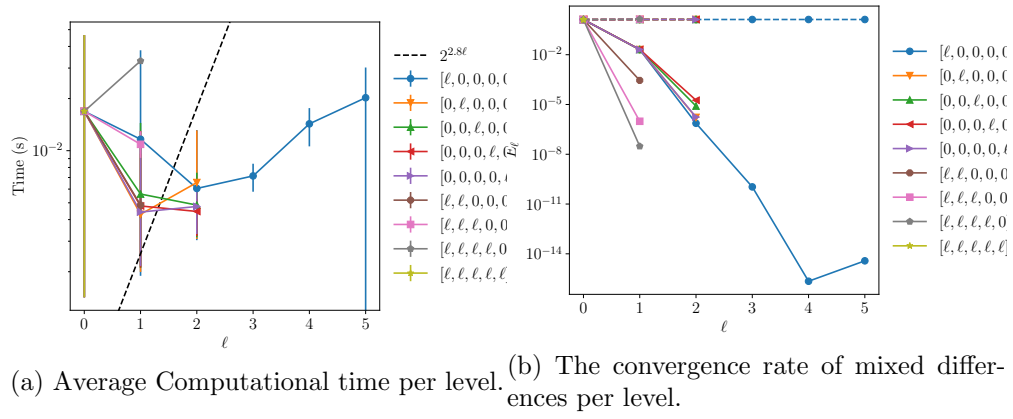 Time (s)
10^{-2}
0 1 2 3 4 5
ℓ
2^{2.8ℓ}
[ℓ, 0, 0, 0, 0
[0, ℓ, 0, 0, 0
[0, 0, ℓ, 0, 0
[0, 0, 0, ℓ, 0
[0, 0, 0, 0, ℓ
[ℓ, ℓ, 0, 0, 0
[ℓ, ℓ, ℓ, 0, 0
[ℓ, ℓ, ℓ, ℓ, 0
[ℓ, ℓ, ℓ, ℓ, ℓ]
(a) Average Computational time per level.
E_ℓ
10^{-2}
10^{-5}
10^{-8}
10^{-11}
10^{-14}
0 1 2 3 4 5
ℓ
[ℓ, 0, 0, 0, 0
[0, ℓ, 0, 0, 0
[0, 0, ℓ, 0, 0
[0, 0, 0, ℓ, 0
[0, 0, 0, 0, ℓ
[ℓ, ℓ, 0, 0, 0
[ℓ, ℓ, ℓ, 0, 0
[ℓ, ℓ, ℓ, ℓ, 0
[ℓ, ℓ, ℓ, ℓ, ℓ]
(b) The convergence rate of mixed differ-
ences per level.